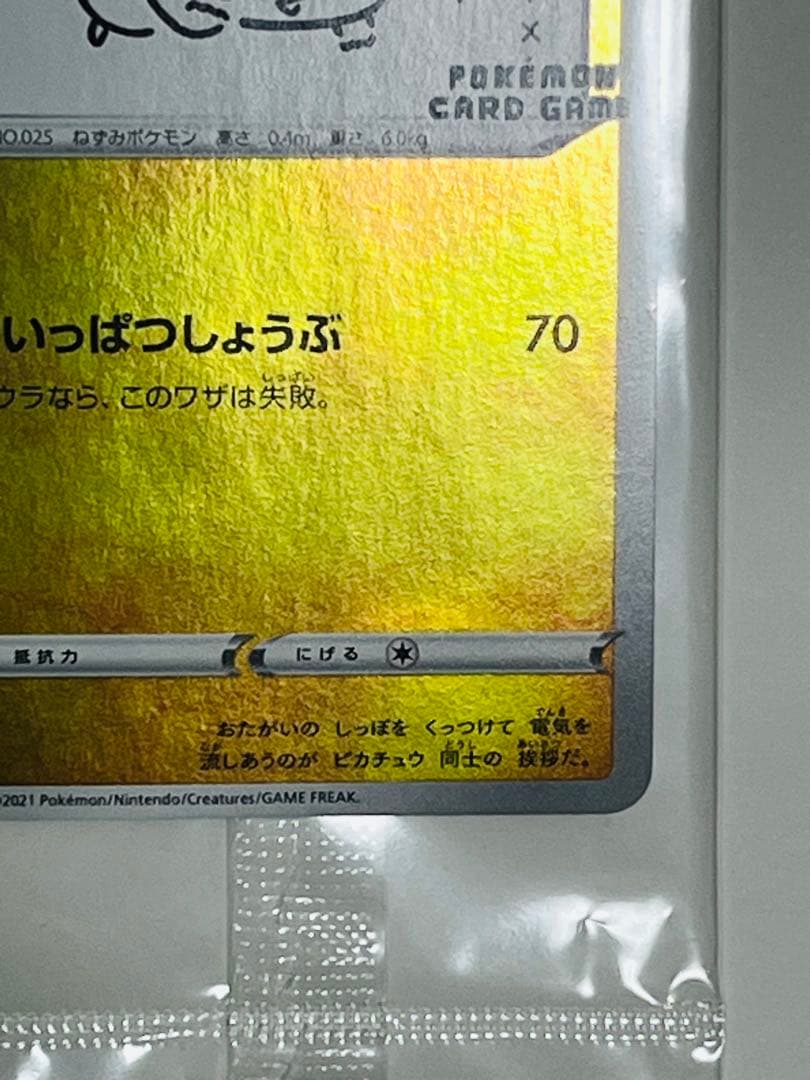 ×
POKÉMON
CARD GAME
NO.025 ねずみポケモン 高さ 0.4m 重さ 6.0kg
いっぱつしょうぶ 70
ウラなら、このワザは失敗。
抵抗力 にげる
おたがいの しっぽを くっつけて 電気を
流しあうのが ピカチュウ 同士の 挨拶だ。
©2021 Pokémon/Nintendo/Creatures/GAME FREAK.